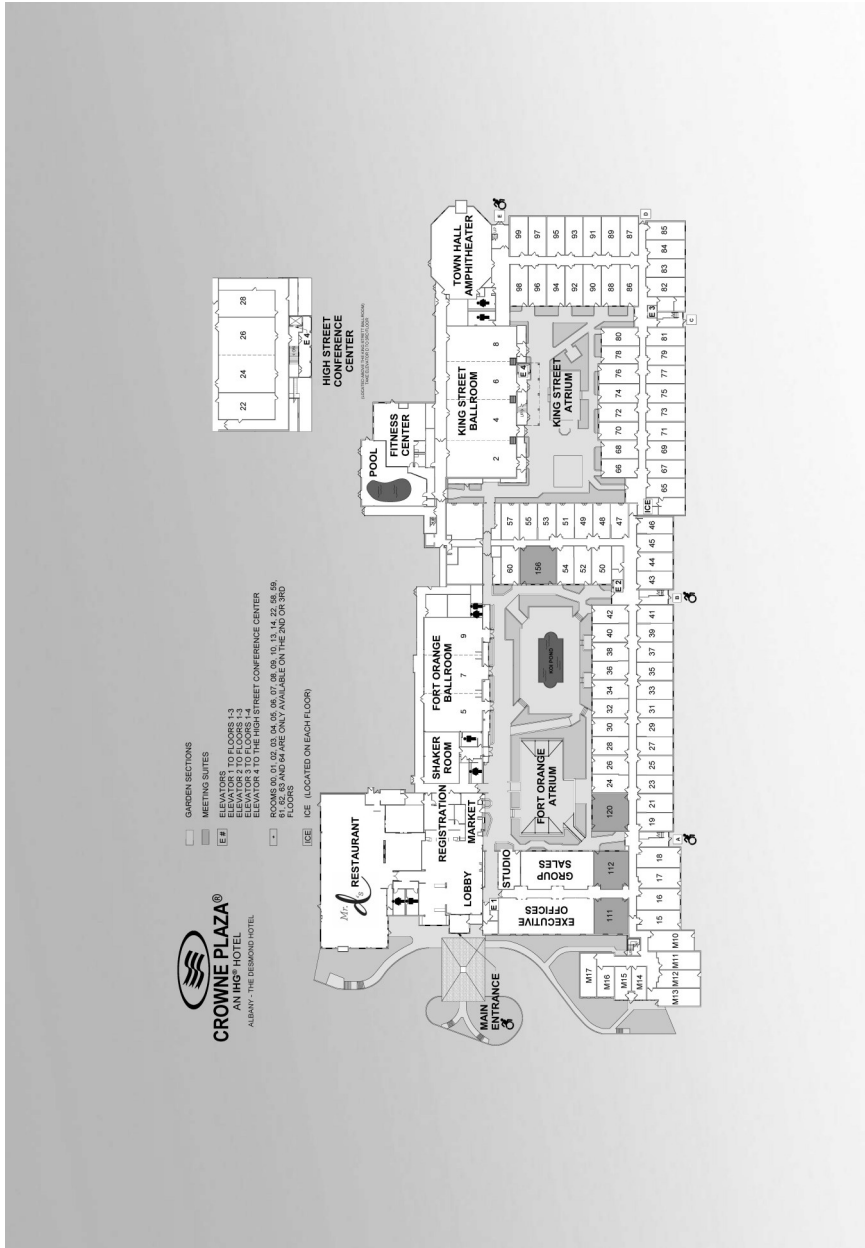 CROWNE PLAZA®
AN IHG® HOTEL
ALBANY - THE DESMOND HOTEL
GARDEN SECTIONS
MEETING SUITES
E # ELEVATORS
ELEVATOR 1 TO FLOORS 1-3
ELEVATOR 2 TO FLOORS 1-3
ELEVATOR 3 TO FLOORS 1-4
ELEVATOR 4 TO THE HIGH STREET CONFERENCE CENTER
ROOMS 00, 01, 02, 03, 04, 05, 06, 07, 08, 09, 10, 13, 14, 22, 58, 59,
61, 62, 63 AND 64 ARE ONLY AVAILABLE ON THE 2ND OR 3RD
FLOORS
ICE ICE (LOCATED ON EACH FLOOR)
22 24 26 28
E 4
HIGH STREET
CONFERENCE
CENTER
(LOCATED ABOVE THE KING STREET BALLROOM)
Mr. d's RESTAURANT
POOL
FITNESS
CENTER
LOBBY
REGISTRATION
MARKET
SHAKER
ROOM
FORT ORANGE
BALLROOM
5 7 9
KING STREET
BALLROOM
2 4 6 8
TOWN HALL
AMPHITHEATER
MAIN
ENTRANCE
E 1
STUDIO
EXECUTIVE
OFFICES
GROUP
SALES
111 112 120
FORT ORANGE
ATRIUM
KOI POND
60 156 54 52 50
E 2
57 55 53 51 49 48 47
E 4
KING STREET
ATRIUM
98 96 94 92 90 88 86
99 97 95 93 91 89 87
E
24 26 28 30 32 34 36 38 40 42
66 68 70 72 74 76 78 80
M17 M16 M15 M14
M13 M12 M11 M10
15 16 17 18 19 21 23 25 27 29 31 33 35 37 39 41 43 44 45 46
ICE
65 67 69 71 73 75 77 79 81
E 3
82 83 84 85
A B C D